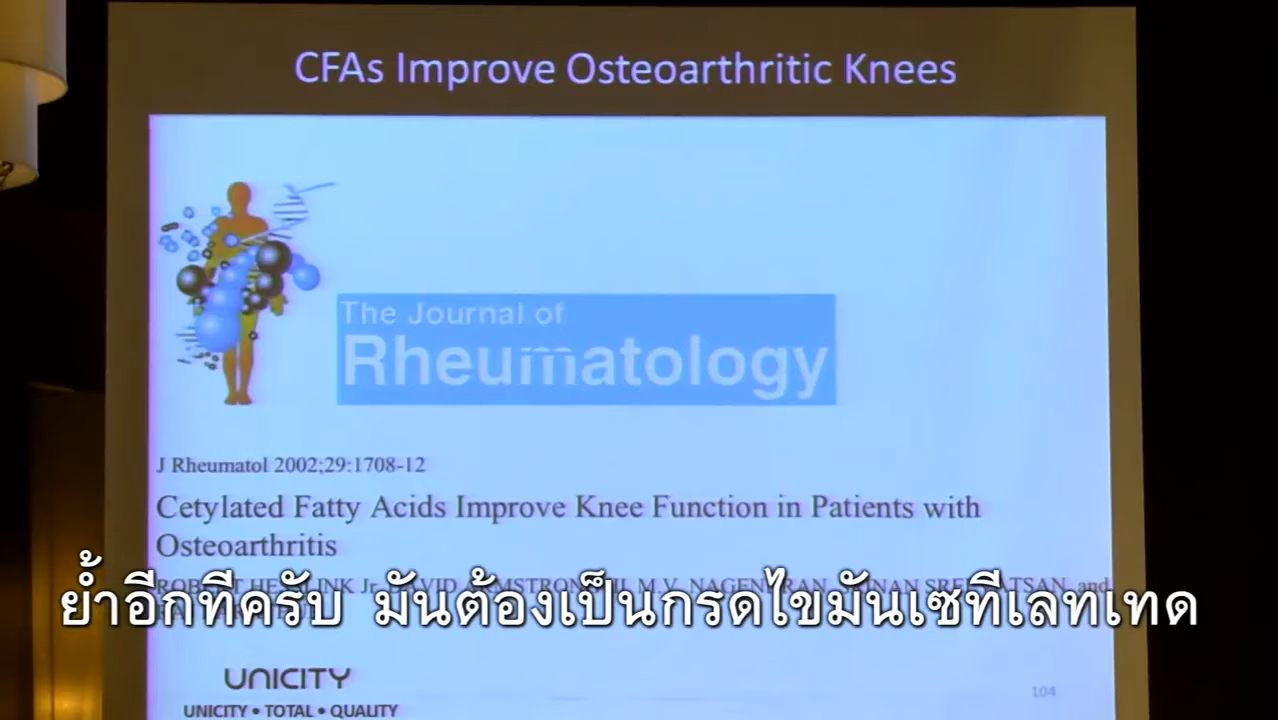 CFAs Improve Osteoarthritic Knees
The Journal of
Rheumatology
J Rheumatol 2002;29:1708-12
Cetylated Fatty Acids Improve Knee Function in Patients with
Osteoarthritis
and
ย้ำอีกทีครับ มันต้องเป็นกรดไขมันเซทีเลทเทด
UNICITY
UNICITY • TOTAL • QUALITY
104